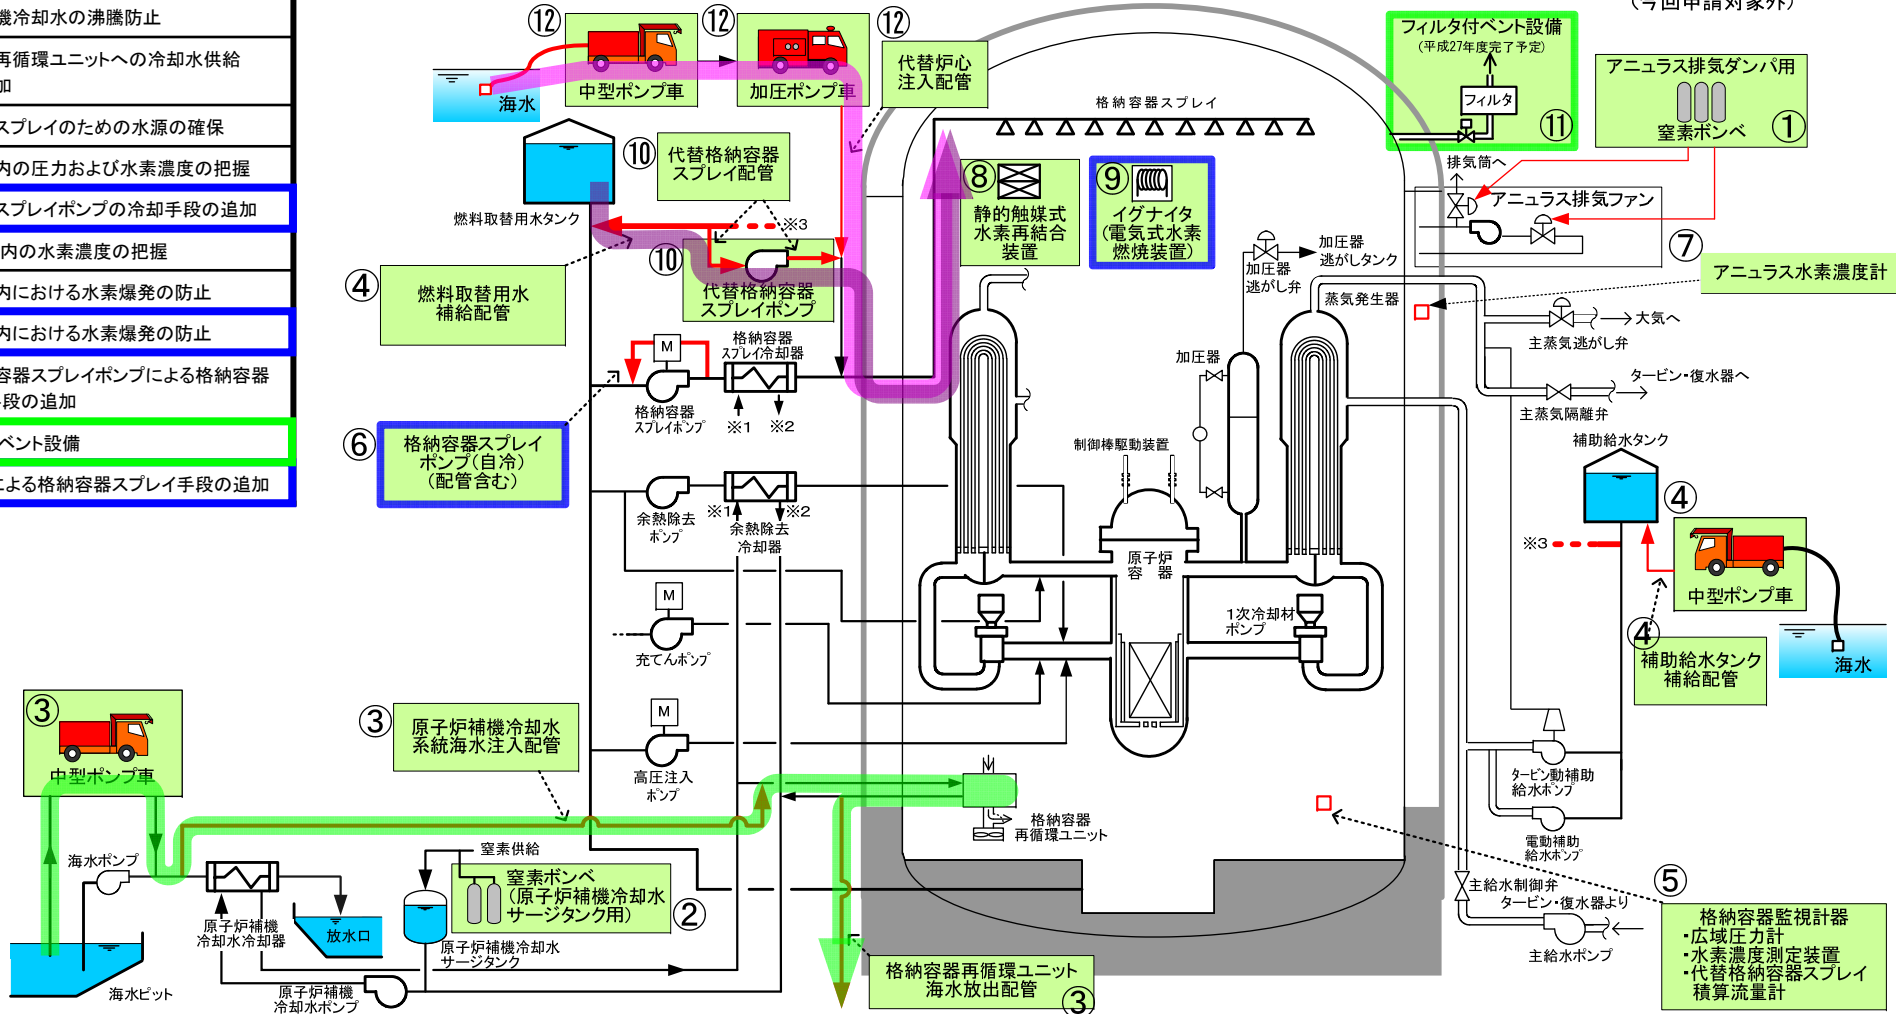 機冷却水の沸騰防止
再循環ユニットへの冷却水供給
加
スプレイのための水源の確保
内の圧力および水素濃度の把握
スプレイポンプの冷却手段の追加
内の水素濃度の把握
内における水素爆発の防止
内における水素爆発の防止
容器スプレイポンプによる格納容器
手段の追加
ベント設備
による格納容器スプレイ手段の追加
(今回申請対象外)
⑫
⑫
⑫
海水
中型ポンプ車
加圧ポンプ車
代替炉心
注入配管
格納容器スプレイ
フィルタ付ベント設備
(平成27年度完了予定)
フィルタ
⑪
アニュラス排気ダンパ用
窒素ボンベ
①
排気筒へ
アニュラス排気ファン
⑦
アニュラス水素濃度計
⑩
代替格納容器
スプレイ配管
燃料取替用水タンク
※3
⑩
代替格納容器
スプレイポンプ
④
燃料取替用水
補給配管
⑧
静的触媒式
水素再結合
装置
⑨
イグナイタ
(電気式水素
燃焼装置)
加圧器
逃がしタンク
加圧器
逃がし弁
蒸気発生器
大気へ
主蒸気逃がし弁
タービン・復水器へ
主蒸気隔離弁
加圧器
制御棒駆動装置
M
格納容器
スプレイ冷却器
格納容器
スプレイポンプ
※1
※2
⑥
格納容器スプレイ
ポンプ(自冷)
(配管含む)
余熱除去
ポンプ
※1
※2
余熱除去
冷却器
原子炉
容器
1次冷却材
ポンプ
補助給水タンク
④
※3
中型ポンプ車
④
補助給水タンク
補給配管
海水
M
充てんポンプ
M
高圧注入
ポンプ
③
中型ポンプ車
③
原子炉補機冷却水
系統海水注入配管
格納容器
再循環ユニット
タービン動補助
給水ポンプ
電動補助
給水ポンプ
主給水制御弁
タービン・復水器より
主給水ポンプ
⑤
格納容器監視計器
・広域圧力計
・水素濃度測定装置
・代替格納容器スプレイ
積算流量計
海水ポンプ
原子炉補機
冷却水冷却器
放水口
窒素供給
窒素ボンベ
(原子炉補機冷却水
サージタンク用)
②
原子炉補機冷却水
サージタンク
海水ピット
原子炉補機
冷却水ポンプ
格納容器再循環ユニット
海水放出配管
③